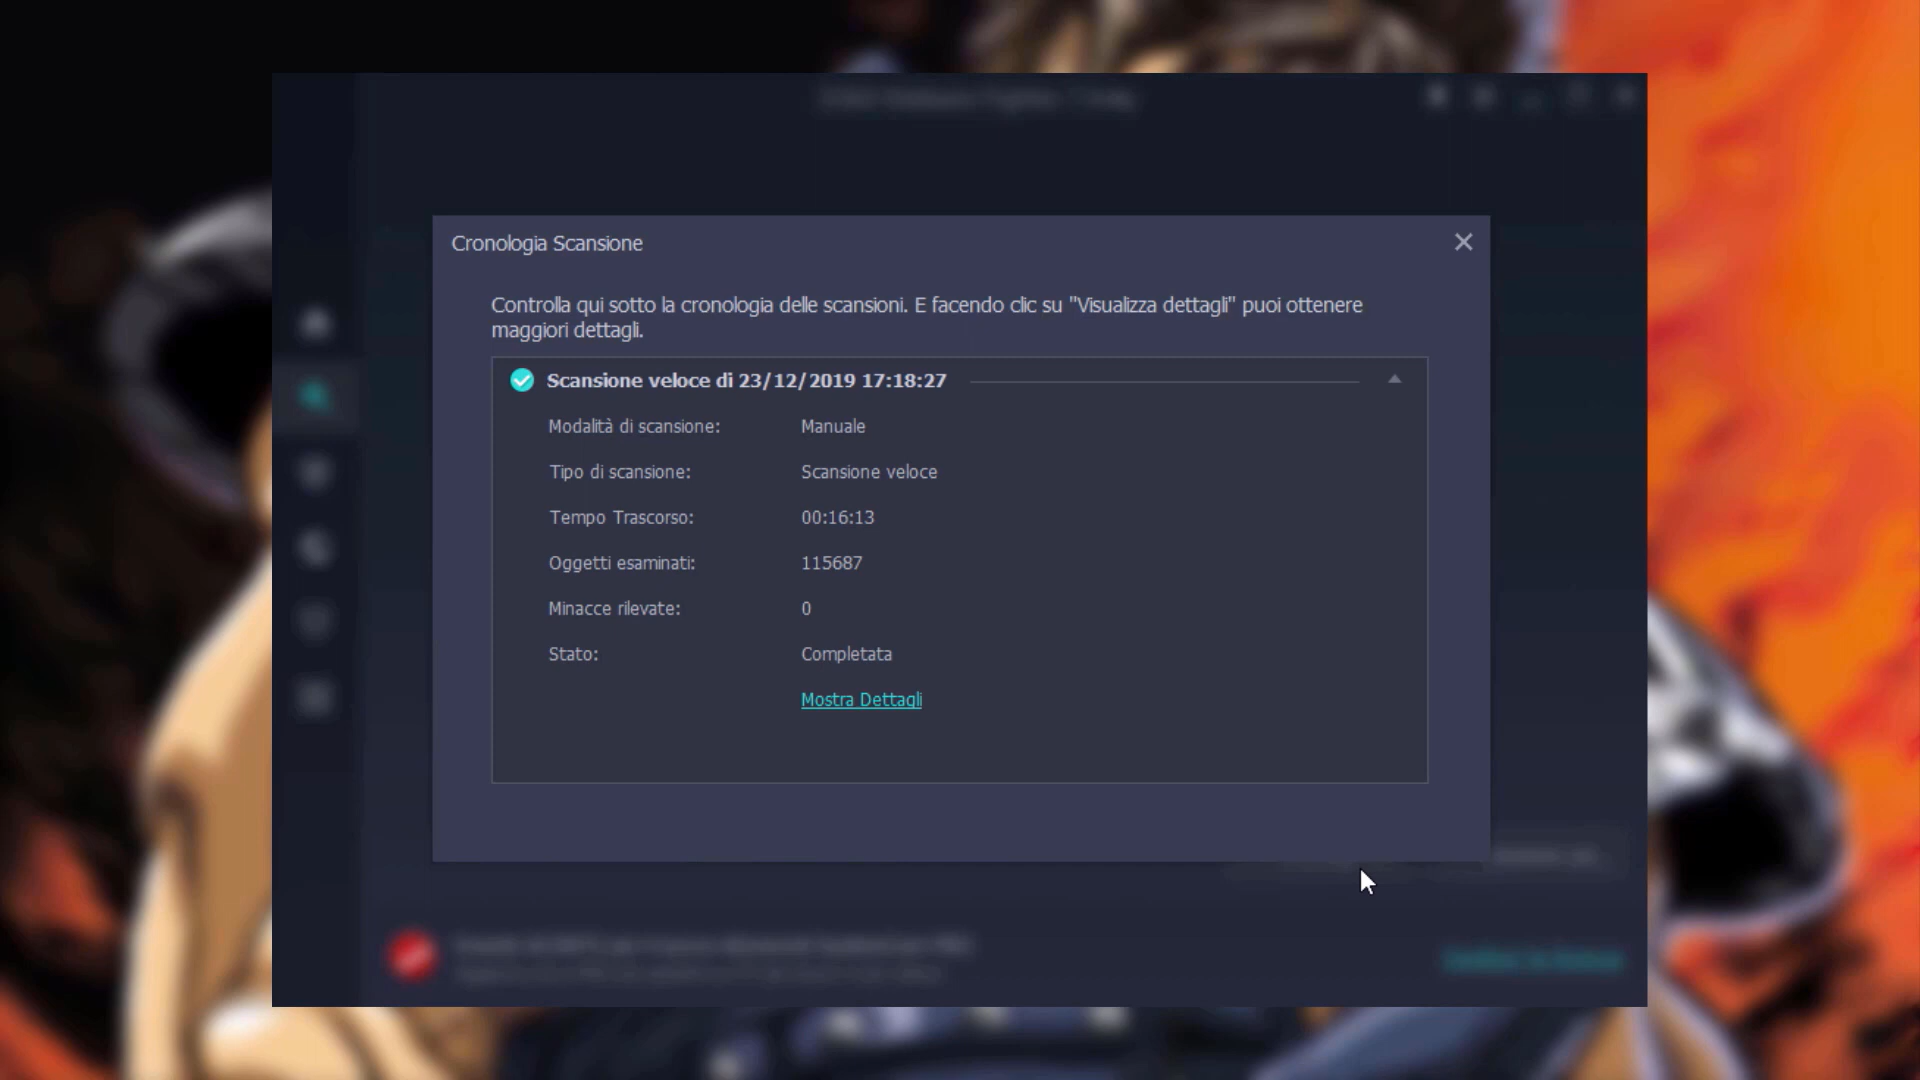 Cronologia Scansione
Controlla qui sotto la cronologia delle scansioni. E facendo clic su "Visualizza dettagli" puoi ottenere
maggiori dettagli.
Scansione veloce di 23/12/2019 17:18:27
Modalità di scansione: Manuale
Tipo di scansione: Scansione veloce
Tempo Trascorso: 00:16:13
Oggetti esaminati: 115687
Minacce rilevate: 0
Stato: Completata
Mostra Dettagli